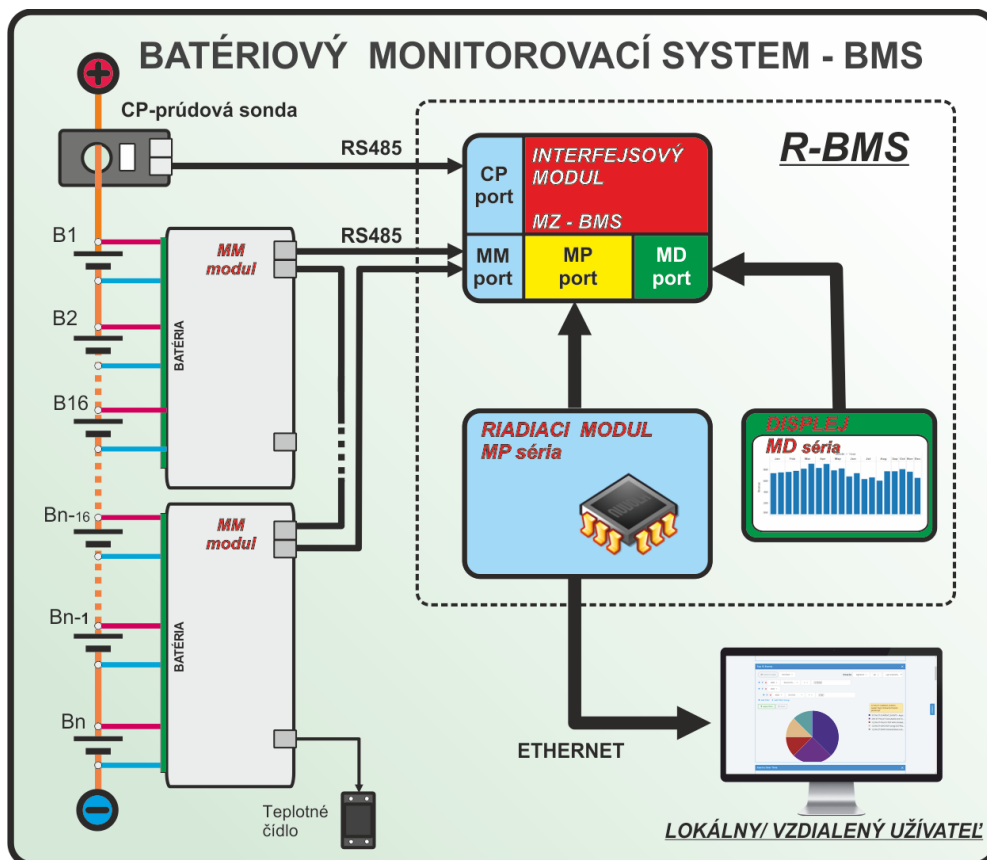 BATÉRIOVÝ MONITOROVACÍ SYSTEM - BMS
CP-prúdová sonda
RS485
CP
port
INTERFEJSOVÝ
MODUL
MZ - BMS
R-BMS
B1
MM
modul
RS485
MM
port
MP
port
MD
port
B2
BATÉRIA
B16
RIADIACI MODUL
MP séria
DISPLEJ
MD séria
Bn-16
MM
modul
Bn-1
BATÉRIA
Bn
ETHERNET
Teplotné
čídlo
LOKÁLNY/ VZDIALENÝ UŽÍVATEĽ